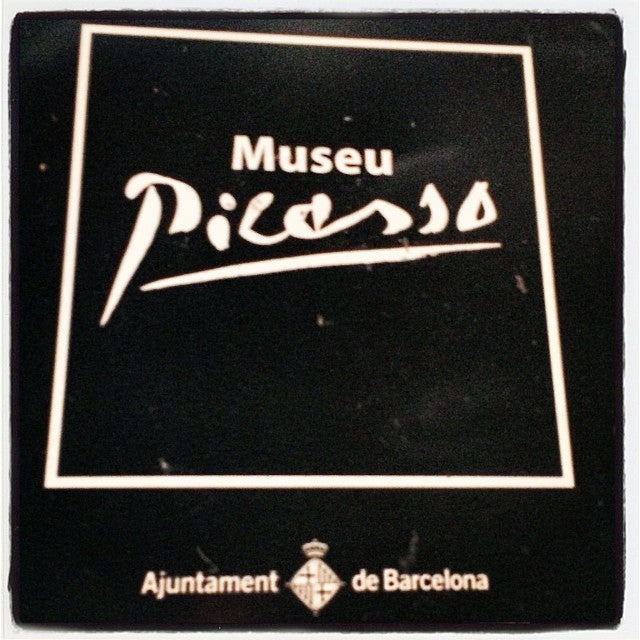 Museu
Picasso
Ajuntament de Barcelona